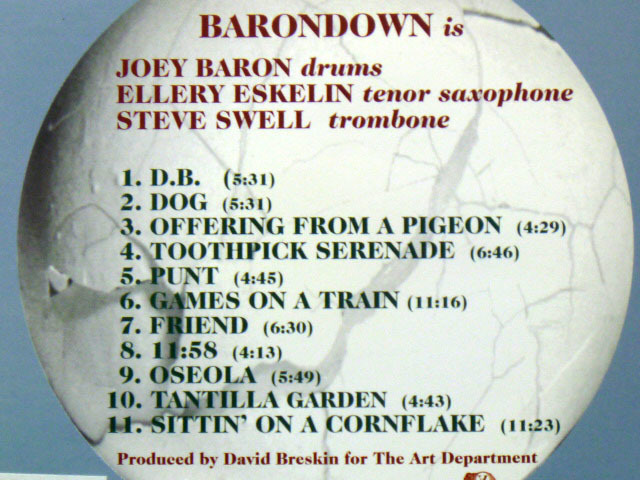 BARONDOWN is
JOEY BARON drums
ELLERY ESKELIN tenor saxophone
STEVE SWELL trombone
1. D.B. (5:31)
2. DOG (5:31)
3. OFFERING FROM A PIGEON (4:29)
4. TOOTHPICK SERENADE (6:46)
5. PUNT (4:45)
6. GAMES ON A TRAIN (11:16)
7. FRIEND (6:30)
8. 11:58 (4:13)
9. OSEOLA (5:49)
10. TANTILLA GARDEN (4:43)
11. SITTIN' ON A CORNFLAKE (11:23)
Produced by David Breskin for The Art Department